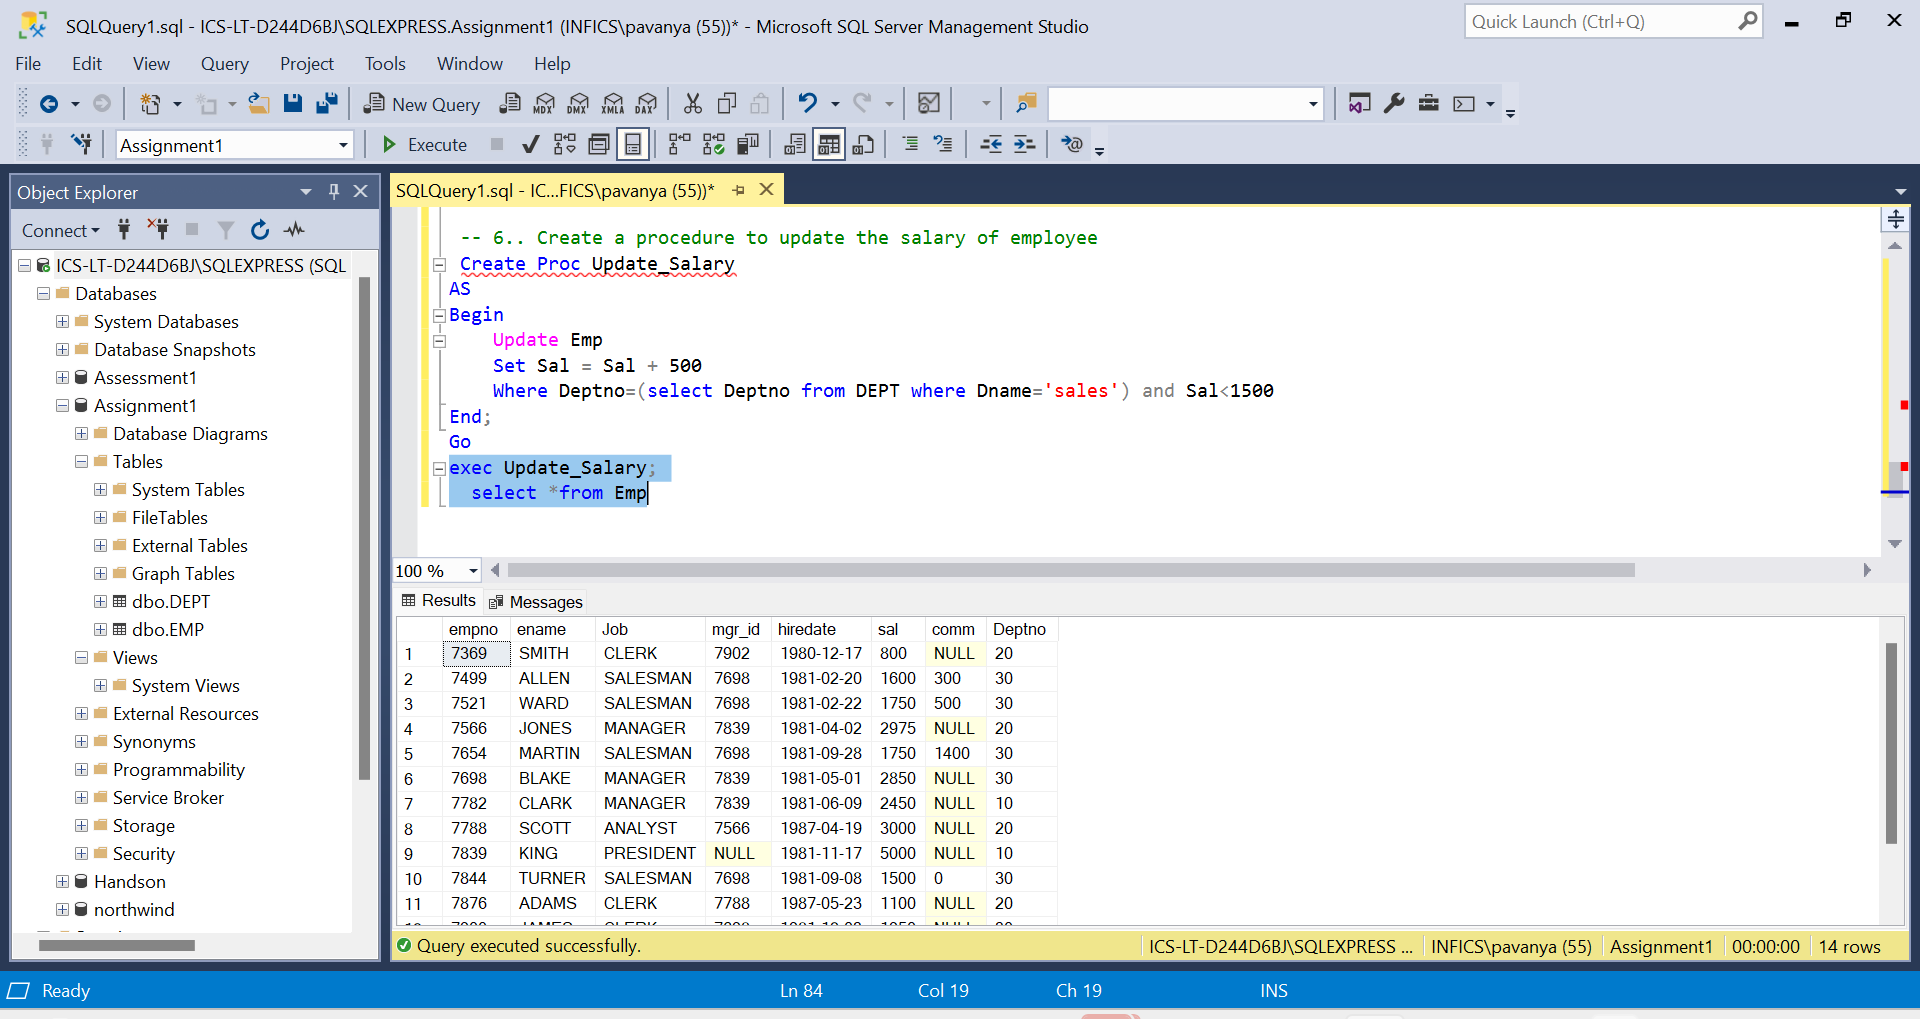 SQLQuery1.sql - ICS-LT-D244D6BJ\SQLEXPRESS.Assignment1 (INFICS\pavanya (55))* - Microsoft SQL Server Management Studio
Quick Launch (Ctrl+Q)
File Edit View Query Project Tools Window Help
New Query MDX DMX XMLA DAX
Assignment1 Execute
Object Explorer
Connect
ICS-LT-D244D6BJ\SQLEXPRESS (SQL
Databases
System Databases
Database Snapshots
Assessment1
Assignment1
Database Diagrams
Tables
System Tables
FileTables
External Tables
Graph Tables
dbo.DEPT
dbo.EMP
Views
System Views
External Resources
Synonyms
Programmability
Service Broker
Storage
Security
Handson
northwind
SQLQuery1.sql - IC...FICS\pavanya (55))*
-- 6.. Create a procedure to update the salary of employee
Create Proc Update_Salary
AS
Begin
Update Emp
Set Sal = Sal + 500
Where Deptno=(select Deptno from DEPT where Dname='sales') and Sal<1500
End;
Go
exec Update_Salary;
select *from Emp
100 %
Results Messages
empno ename Job mgr_id hiredate sal comm Deptno
1 7369 SMITH CLERK 7902 1980-12-17 800 NULL 20
2 7499 ALLEN SALESMAN 7698 1981-02-20 1600 300 30
3 7521 WARD SALESMAN 7698 1981-02-22 1750 500 30
4 7566 JONES MANAGER 7839 1981-04-02 2975 NULL 20
5 7654 MARTIN SALESMAN 7698 1981-09-28 1750 1400 30
6 7698 BLAKE MANAGER 7839 1981-05-01 2850 NULL 30
7 7782 CLARK MANAGER 7839 1981-06-09 2450 NULL 10
8 7788 SCOTT ANALYST 7566 1987-04-19 3000 NULL 20
9 7839 KING PRESIDENT NULL 1981-11-17 5000 NULL 10
10 7844 TURNER SALESMAN 7698 1981-09-08 1500 0 30
11 7876 ADAMS CLERK 7788 1987-05-23 1100 NULL 20
Query executed successfully.
ICS-LT-D244D6BJ\SQLEXPRESS ... INFICS\pavanya (55) Assignment1 00:00:00 14 rows
Ready Ln 84 Col 19 Ch 19 INS